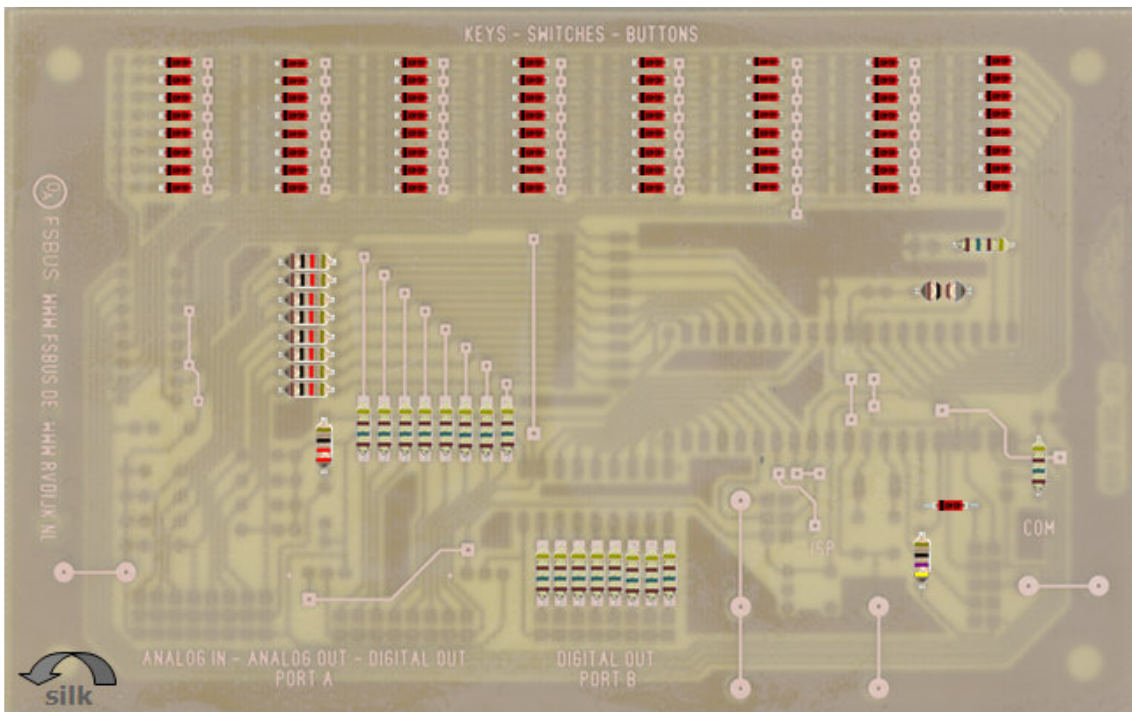 KEYS - SWITCHES - BUTTONS
FSBUS WWW.FSBUS.DE WWW.RVDIJK.NL
ISP
COM
ANALOG IN - ANALOG OUT - DIGITAL OUT
PORT A
DIGITAL OUT
PORT B
silk